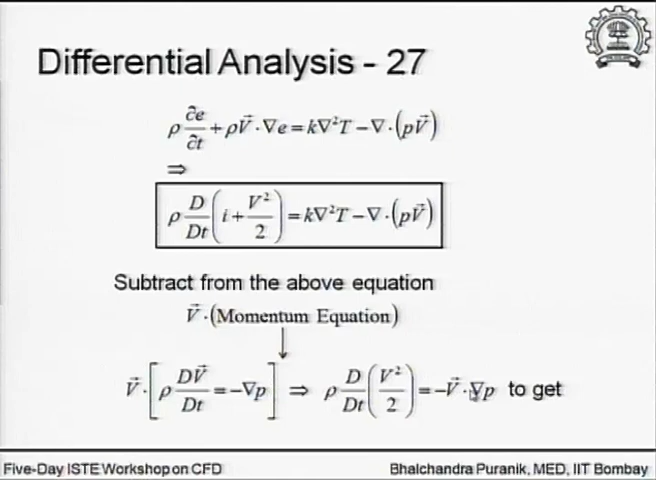 Differential Analysis - 27
ρ ∂e/∂t + ρV⃗·∇e = k∇²T − ∇·(pV⃗)
⇒
ρ D/Dt (i + V²/2) = k∇²T − ∇·(pV⃗)
Subtract from the above equation
V⃗·(Momentum Equation)
V⃗·[ρ DV⃗/Dt = −∇p] ⇒ ρ D/Dt (V²/2) = −V⃗·∇p to get
Five-Day ISTE Workshop on CFD
Bhalchandra Puranik, MED, IIT Bombay